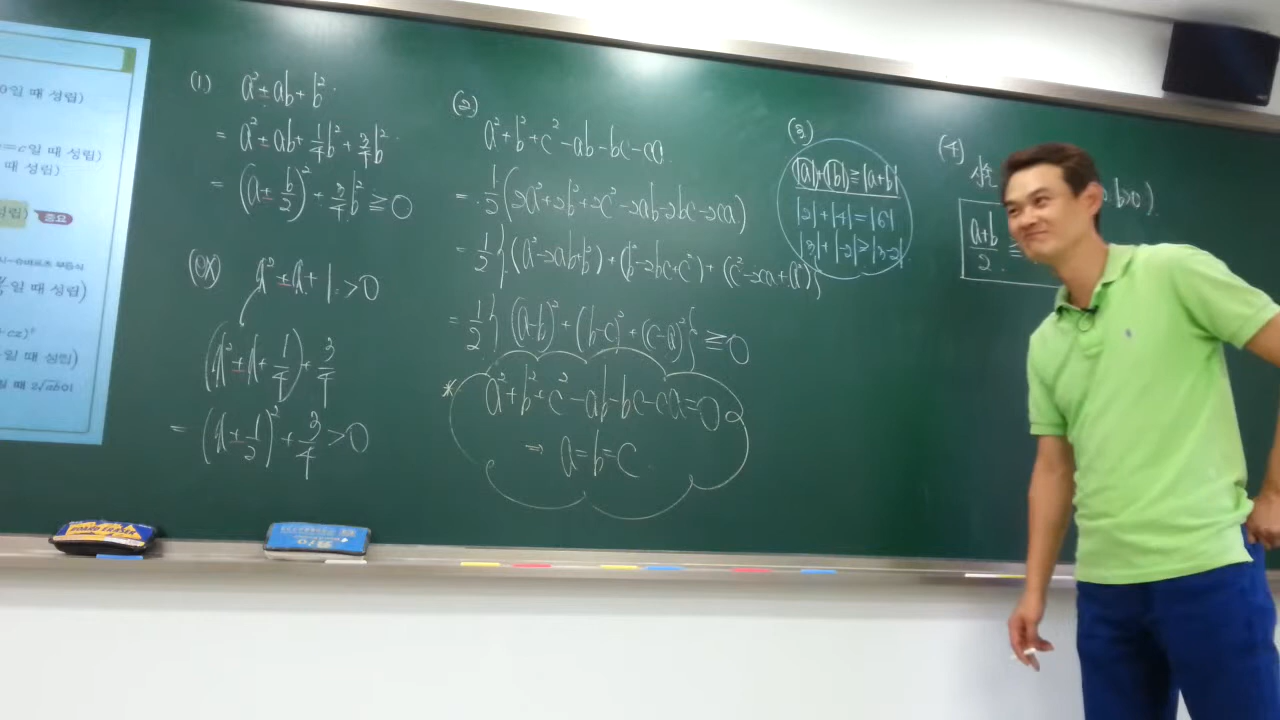 0일 때 성립)
=c일 때 성립)
때 성립)
성립) 중요
일 때 성립)
cz)²
일 때 성립)
때 2√ab이
(1) a²±ab+b²
= a²±ab+1/4b²+3/4b²
= (a±b/2)²+3/4b²≧0
a²±a+1>0
(a²±a+1/4)+3/4
= (a±1/2)²+3/4>0
(2) a²+b²+c²-ab-bc-ca
= 1/2(2a²+2b²+2c²-2ab-2bc-2ca)
= 1/2{(a²-2ab+b²)+(b²-2bc+c²)+(c²-2ca+a²)}
= 1/2{(a-b)²+(b-c)²+(c-a)²}≧0
* a²+b²+c²-ab-bc-ca=0
⇒ a=b=c
(3)
|a|+|b|≧|a+b|
|2|+|4|=|6|
|3|+|-2|>|3-2|
(4)
b>0)
a+b/2 ≧